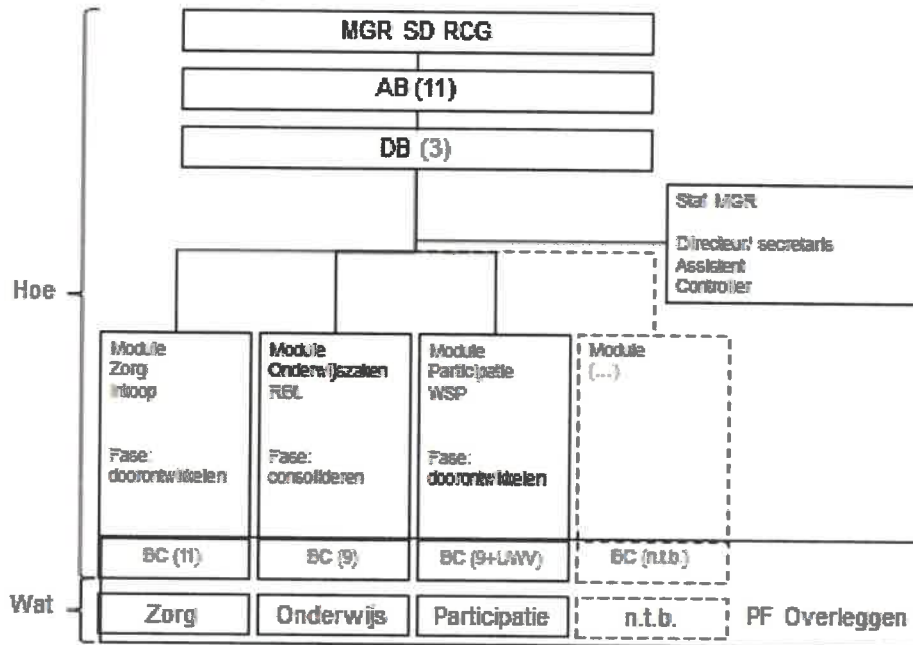 MGR SD RCG
AB (11)
DB (3)
Staf MGR
Directeur/ secretaris
Assistent
Controller
Hoe
Module
Zorg
Inkoop
Fase:
doorontwikkelen
Module
Onderwijszaken
RBL
Fase:
consolideren
Module
Participatie
WSP
Fase:
doorontwikkelen
Module
(...)
BC (11)
BC (9)
BC (9+UWV)
BC (n.t.b.)
Wat
Zorg
Onderwijs
Participatie
n.t.b.
PF Overleggen